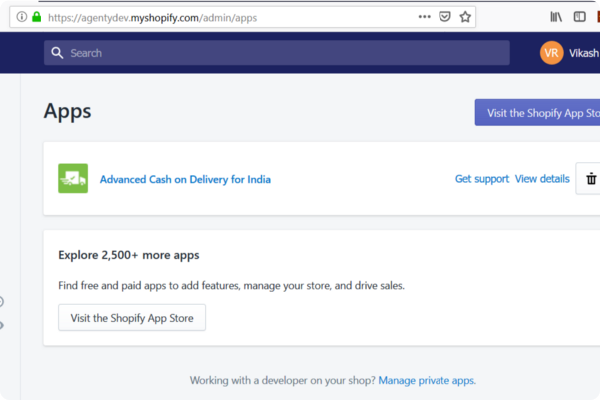 https://agentydev.myshopify.com/admin/apps
Search
VR Vikash
Apps
Visit the Shopify App Sto
Advanced Cash on Delivery for India
Get support View details
Explore 2,500+ more apps
Find free and paid apps to add features, manage your store, and drive sales.
Visit the Shopify App Store
Working with a developer on your shop? Manage private apps.